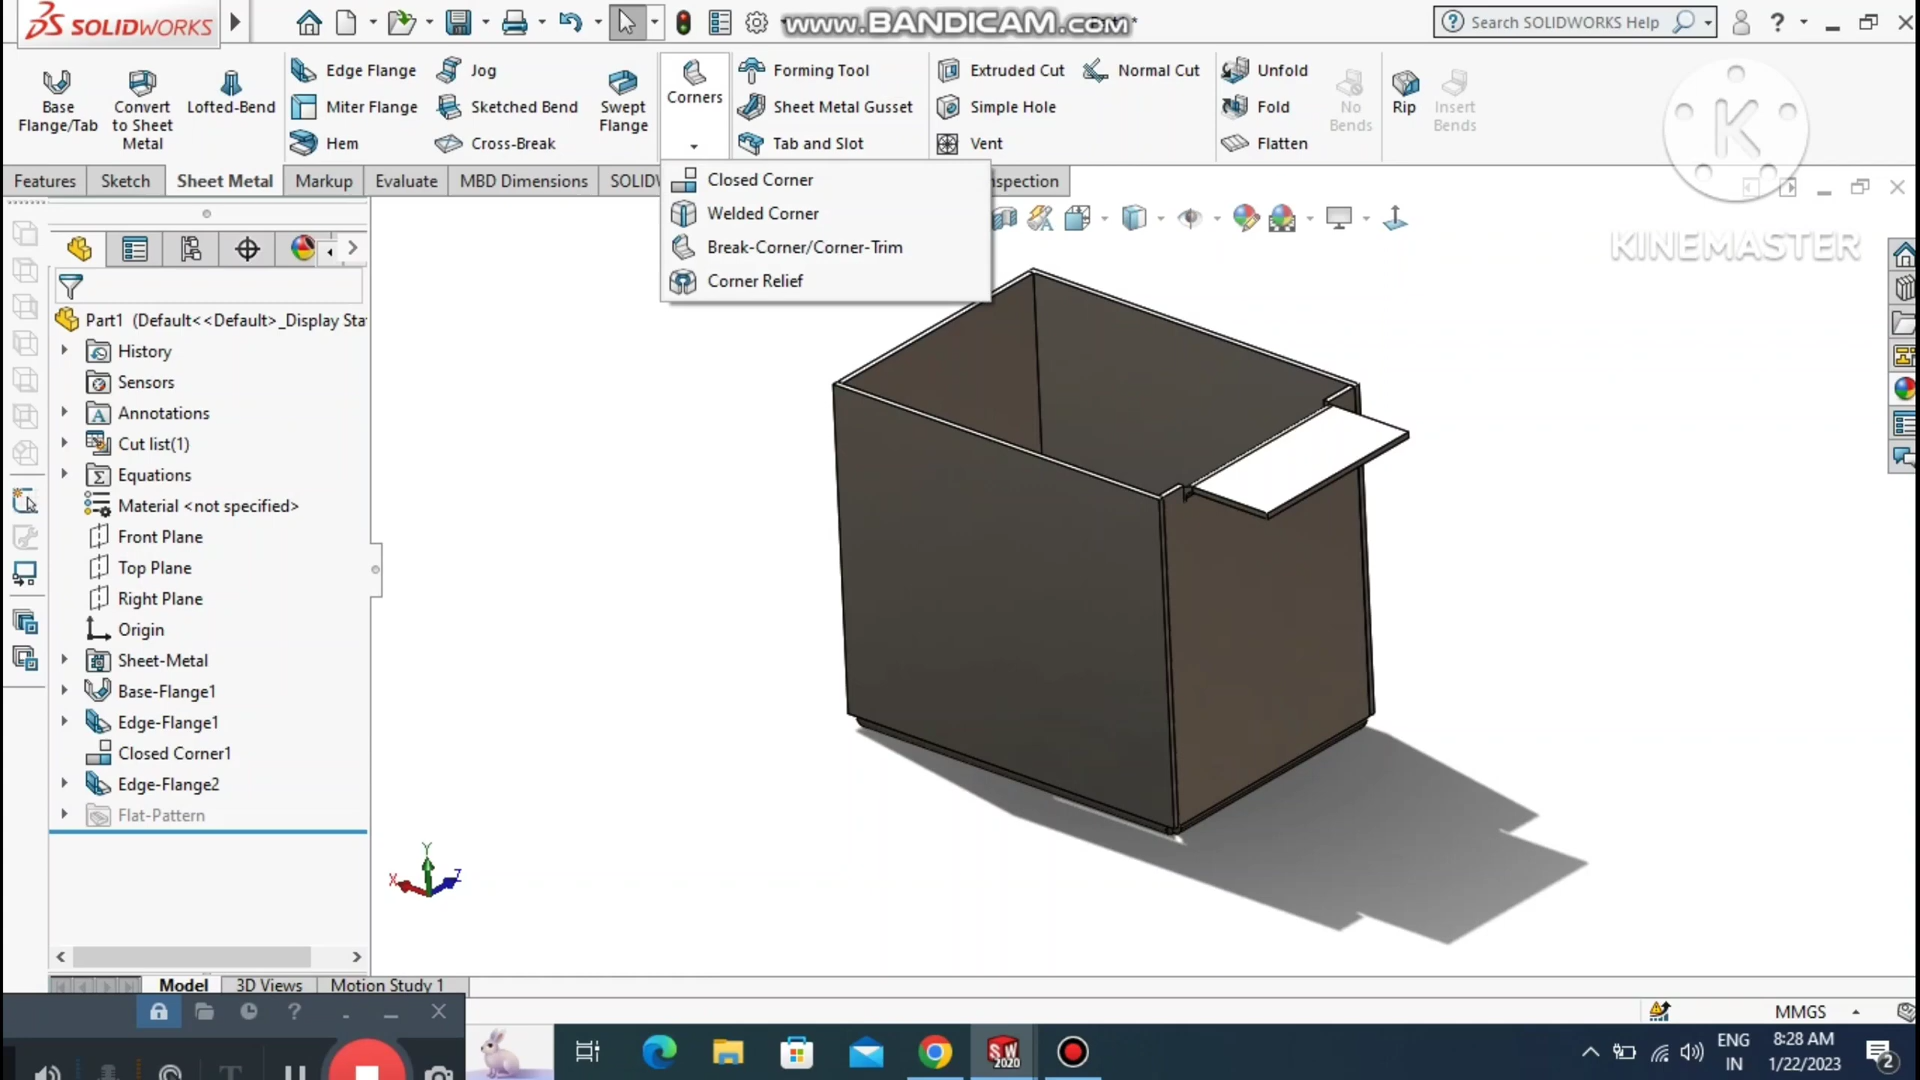 SOLIDWORKS
www.BANDICAM.com
Search SOLIDWORKS Help
Base Flange/Tab
Convert to Sheet Metal
Lofted-Bend
Edge Flange
Miter Flange
Hem
Jog
Sketched Bend
Cross-Break
Swept Flange
Corners
Forming Tool
Sheet Metal Gusset
Tab and Slot
Extruded Cut
Simple Hole
Vent
Normal Cut
Unfold
Fold
Flatten
No Bends
Rip
Insert Bends
K
KINEMASTER
Features
Sketch
Sheet Metal
Markup
Evaluate
MBD Dimensions
SOLIDW
nspection
Closed Corner
Welded Corner
Break-Corner/Corner-Trim
Corner Relief
Part1 (Default<<Default>_Display Sta
History
Sensors
Annotations
Cut list(1)
Equations
Material <not specified>
Front Plane
Top Plane
Right Plane
Origin
Sheet-Metal
Base-Flange1
Edge-Flange1
Closed Corner1
Edge-Flange2
Flat-Pattern
Y
X
Z
Model
3D Views
Motion Study 1
MMGS
SW
2020
ENG
IN
8:28 AM
1/22/2023
2